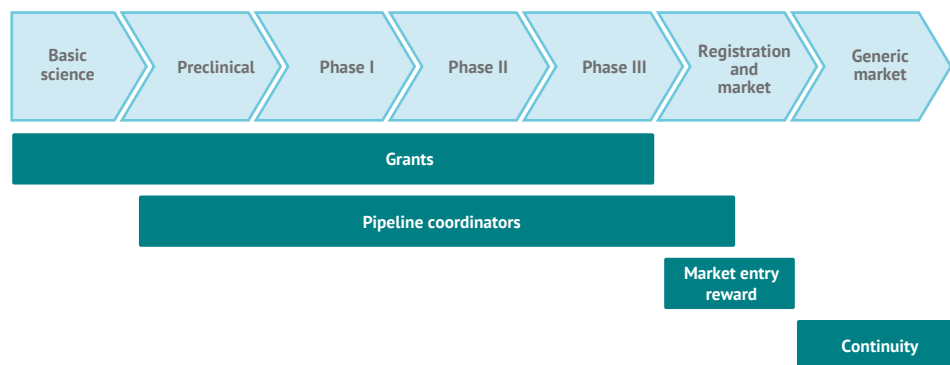 Basic
science
Preclinical
Phase I
Phase II
Phase III
Registration
and
market
Generic
market
Grants
Pipeline coordinators
Market entry
reward
Continuity